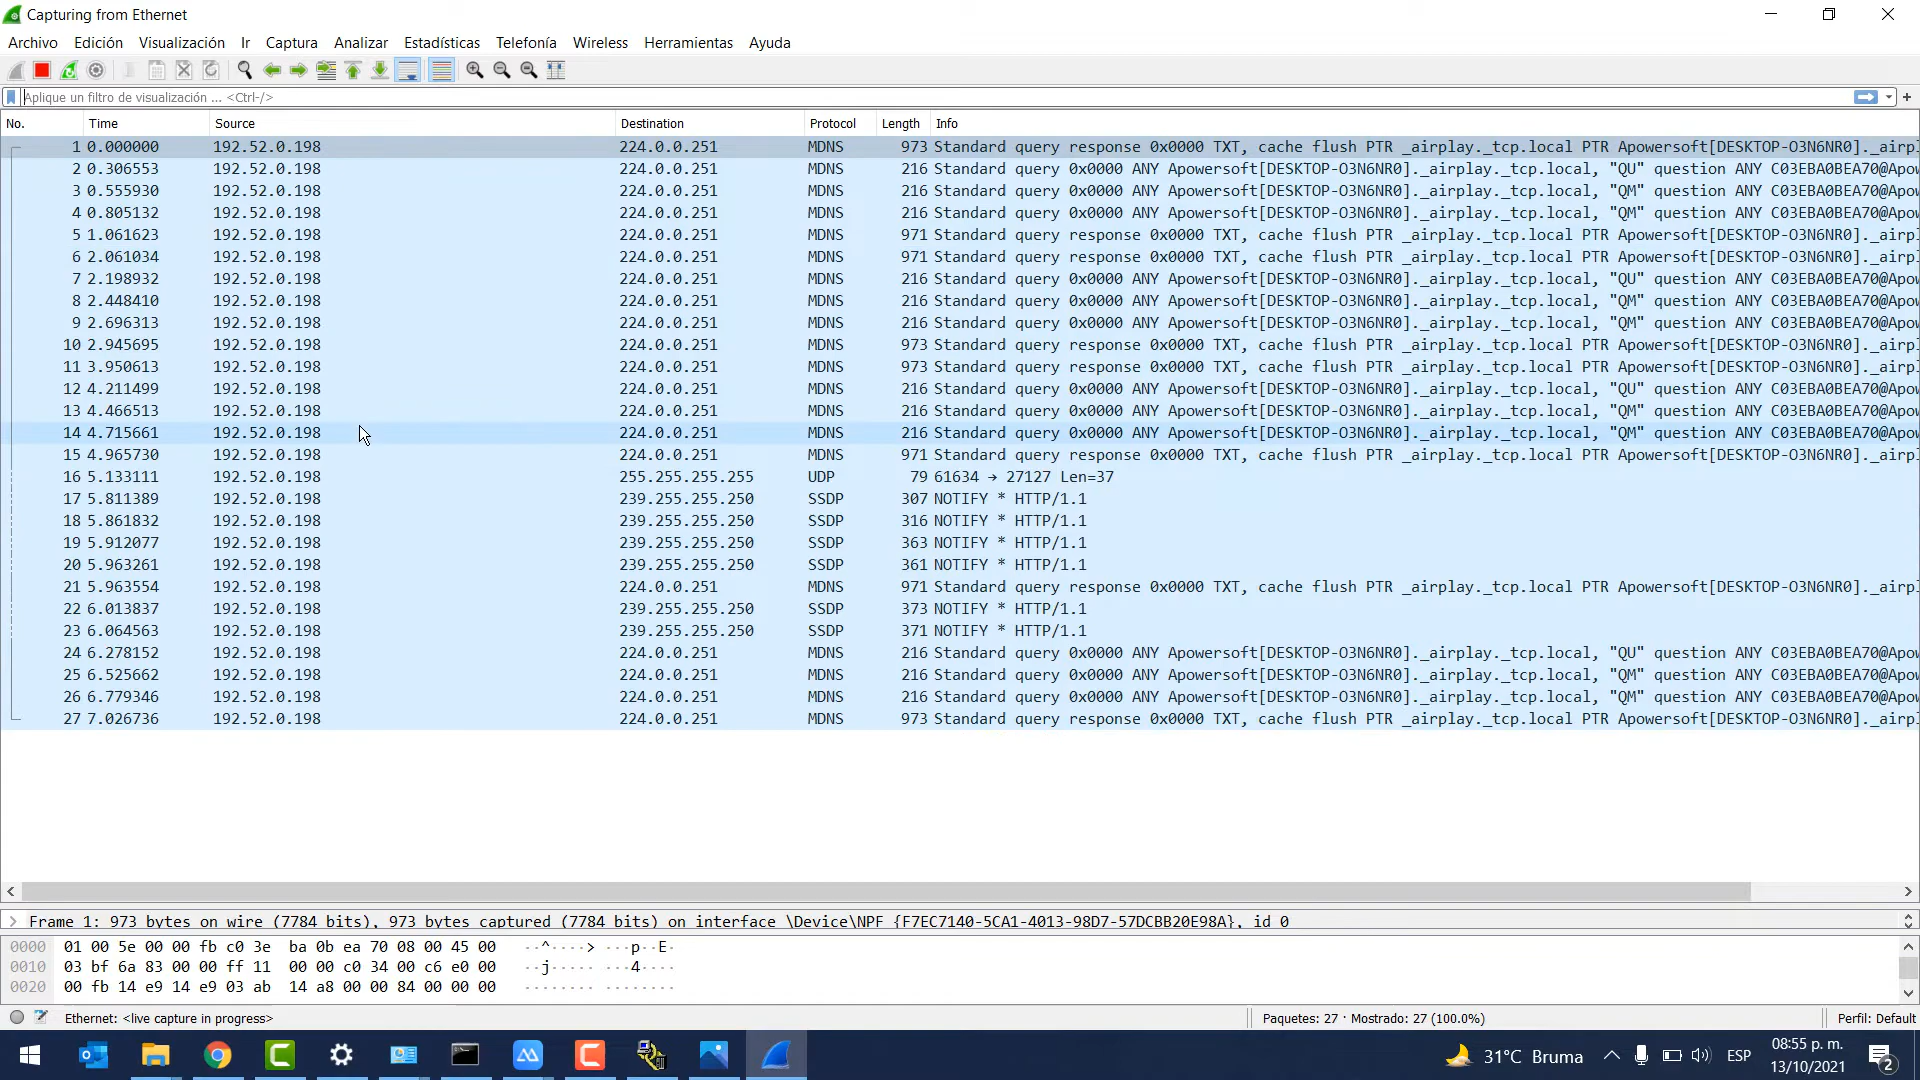 Capturing from Ethernet
Archivo Edición Visualización Ir Captura Analizar Estadísticas Telefonía Wireless Herramientas Ayuda
Aplique un filtro de visualización ... <Ctrl-/>
No. Time Source Destination Protocol Length Info
1 0.000000 192.52.0.198 224.0.0.251 MDNS 973 Standard query response 0x0000 TXT, cache flush PTR _airplay._tcp.local PTR Apowersoft[DESKTOP-O3N6NR0]._airpl
2 0.306553 192.52.0.198 224.0.0.251 MDNS 216 Standard query 0x0000 ANY Apowersoft[DESKTOP-O3N6NR0]._airplay._tcp.local, "QU" question ANY C03EBA0BEA70@Apow
3 0.555930 192.52.0.198 224.0.0.251 MDNS 216 Standard query 0x0000 ANY Apowersoft[DESKTOP-O3N6NR0]._airplay._tcp.local, "QM" question ANY C03EBA0BEA70@Apow
4 0.805132 192.52.0.198 224.0.0.251 MDNS 216 Standard query 0x0000 ANY Apowersoft[DESKTOP-O3N6NR0]._airplay._tcp.local, "QM" question ANY C03EBA0BEA70@Apow
5 1.061623 192.52.0.198 224.0.0.251 MDNS 971 Standard query response 0x0000 TXT, cache flush PTR _airplay._tcp.local PTR Apowersoft[DESKTOP-O3N6NR0]._airpl
6 2.061034 192.52.0.198 224.0.0.251 MDNS 971 Standard query response 0x0000 TXT, cache flush PTR _airplay._tcp.local PTR Apowersoft[DESKTOP-O3N6NR0]._airpl
7 2.198932 192.52.0.198 224.0.0.251 MDNS 216 Standard query 0x0000 ANY Apowersoft[DESKTOP-O3N6NR0]._airplay._tcp.local, "QU" question ANY C03EBA0BEA70@Apow
8 2.448410 192.52.0.198 224.0.0.251 MDNS 216 Standard query 0x0000 ANY Apowersoft[DESKTOP-O3N6NR0]._airplay._tcp.local, "QM" question ANY C03EBA0BEA70@Apow
9 2.696313 192.52.0.198 224.0.0.251 MDNS 216 Standard query 0x0000 ANY Apowersoft[DESKTOP-O3N6NR0]._airplay._tcp.local, "QM" question ANY C03EBA0BEA70@Apow
10 2.945695 192.52.0.198 224.0.0.251 MDNS 973 Standard query response 0x0000 TXT, cache flush PTR _airplay._tcp.local PTR Apowersoft[DESKTOP-O3N6NR0]._airpl
11 3.950613 192.52.0.198 224.0.0.251 MDNS 973 Standard query response 0x0000 TXT, cache flush PTR _airplay._tcp.local PTR Apowersoft[DESKTOP-O3N6NR0]._airpl
12 4.211499 192.52.0.198 224.0.0.251 MDNS 216 Standard query 0x0000 ANY Apowersoft[DESKTOP-O3N6NR0]._airplay._tcp.local, "QU" question ANY C03EBA0BEA70@Apow
13 4.466513 192.52.0.198 224.0.0.251 MDNS 216 Standard query 0x0000 ANY Apowersoft[DESKTOP-O3N6NR0]._airplay._tcp.local, "QM" question ANY C03EBA0BEA70@Apow
14 4.715661 192.52.0.198 224.0.0.251 MDNS 216 Standard query 0x0000 ANY Apowersoft[DESKTOP-O3N6NR0]._airplay._tcp.local, "QM" question ANY C03EBA0BEA70@Apow
15 4.965730 192.52.0.198 224.0.0.251 MDNS 971 Standard query response 0x0000 TXT, cache flush PTR _airplay._tcp.local PTR Apowersoft[DESKTOP-O3N6NR0]._airpl
16 5.133111 192.52.0.198 255.255.255.255 UDP 79 61634 → 27127 Len=37
17 5.811389 192.52.0.198 239.255.255.250 SSDP 307 NOTIFY * HTTP/1.1
18 5.861832 192.52.0.198 239.255.255.250 SSDP 316 NOTIFY * HTTP/1.1
19 5.912077 192.52.0.198 239.255.255.250 SSDP 363 NOTIFY * HTTP/1.1
20 5.963261 192.52.0.198 239.255.255.250 SSDP 361 NOTIFY * HTTP/1.1
21 5.963554 192.52.0.198 224.0.0.251 MDNS 971 Standard query response 0x0000 TXT, cache flush PTR _airplay._tcp.local PTR Apowersoft[DESKTOP-O3N6NR0]._airpl
22 6.013837 192.52.0.198 239.255.255.250 SSDP 373 NOTIFY * HTTP/1.1
23 6.064563 192.52.0.198 239.255.255.250 SSDP 371 NOTIFY * HTTP/1.1
24 6.278152 192.52.0.198 224.0.0.251 MDNS 216 Standard query 0x0000 ANY Apowersoft[DESKTOP-O3N6NR0]._airplay._tcp.local, "QU" question ANY C03EBA0BEA70@Apow
25 6.525662 192.52.0.198 224.0.0.251 MDNS 216 Standard query 0x0000 ANY Apowersoft[DESKTOP-O3N6NR0]._airplay._tcp.local, "QM" question ANY C03EBA0BEA70@Apow
26 6.779346 192.52.0.198 224.0.0.251 MDNS 216 Standard query 0x0000 ANY Apowersoft[DESKTOP-O3N6NR0]._airplay._tcp.local, "QM" question ANY C03EBA0BEA70@Apow
27 7.026736 192.52.0.198 224.0.0.251 MDNS 973 Standard query response 0x0000 TXT, cache flush PTR _airplay._tcp.local PTR Apowersoft[DESKTOP-O3N6NR0]._airpl
Frame 1: 973 bytes on wire (7784 bits), 973 bytes captured (7784 bits) on interface \Device\NPF_{F7EC7140-5CA1-4013-98D7-57DCBB20E98A}, id 0
0000 01 00 5e 00 00 fb c0 3e ba 0b ea 70 08 00 45 00 ··^····> ···p··E·
0010 03 bf 6a 83 00 00 ff 11 00 00 c0 34 00 c6 e0 00 ··j····· ···4····
0020 00 fb 14 e9 14 e9 03 ab 14 a8 00 00 84 00 00 00 ········ ········
Ethernet: <live capture in progress> Paquetes: 27 · Mostrado: 27 (100.0%) Perfil: Default
31°C Bruma ESP 08:55 p. m.
13/10/2021 2